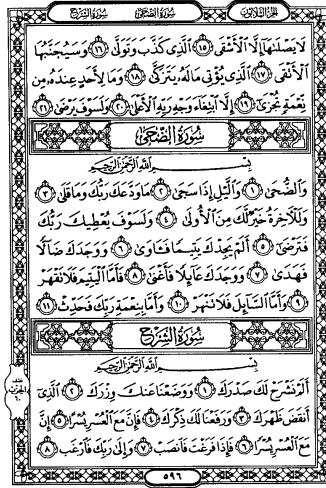 الجزء الثلاثون سورة الضحى سورة الشرح
لَا يَصْلَىٰهَآ إِلَّا ٱلْأَشْقَى ١٥ ٱلَّذِى كَذَّبَ وَتَوَلَّىٰ ١٦ وَسَيُجَنَّبُهَا
ٱلْأَتْقَى ١٧ ٱلَّذِى يُؤْتِى مَالَهُۥ يَتَزَكَّىٰ ١٨ وَمَا لِأَحَدٍ عِندَهُۥ مِن
نِّعْمَةٍ تُجْزَىٰٓ ١٩ إِلَّا ٱبْتِغَآءَ وَجْهِ رَبِّهِ ٱلْأَعْلَىٰ ٢٠ وَلَسَوْفَ يَرْضَىٰ ٢١
سُورَةُ الضُّحَىٰ
بِسْمِ ٱللَّهِ ٱلرَّحْمَٰنِ ٱلرَّحِيمِ
وَٱلضُّحَىٰ ١ وَٱلَّيْلِ إِذَا سَجَىٰ ٢ مَا وَدَّعَكَ رَبُّكَ وَمَا قَلَىٰ ٣
وَلَلْءَاخِرَةُ خَيْرٌ لَّكَ مِنَ ٱلْأُولَىٰ ٤ وَلَسَوْفَ يُعْطِيكَ رَبُّكَ
فَتَرْضَىٰٓ ٥ أَلَمْ يَجِدْكَ يَتِيمًا فَـَٔاوَىٰ ٦ وَوَجَدَكَ ضَآلًّا
فَهَدَىٰ ٧ وَوَجَدَكَ عَآئِلًا فَأَغْنَىٰ ٨ فَأَمَّا ٱلْيَتِيمَ فَلَا تَقْهَرْ
٩ وَأَمَّا ٱلسَّآئِلَ فَلَا تَنْهَرْ ١٠ وَأَمَّا بِنِعْمَةِ رَبِّكَ فَحَدِّثْ ١١
سُورَةُ الشَّرْحِ
بِسْمِ ٱللَّهِ ٱلرَّحْمَٰنِ ٱلرَّحِيمِ
أَلَمْ نَشْرَحْ لَكَ صَدْرَكَ ١ وَوَضَعْنَا عَنكَ وِزْرَكَ ٢ ٱلَّذِىٓ
أَنقَضَ ظَهْرَكَ ٣ وَرَفَعْنَا لَكَ ذِكْرَكَ ٤ فَإِنَّ مَعَ ٱلْعُسْرِ يُسْرًا ٥ إِنَّ
مَعَ ٱلْعُسْرِ يُسْرًا ٦ فَإِذَا فَرَغْتَ فَٱنصَبْ ٧ وَإِلَىٰ رَبِّكَ فَٱرْغَب ٨
٥٩٦